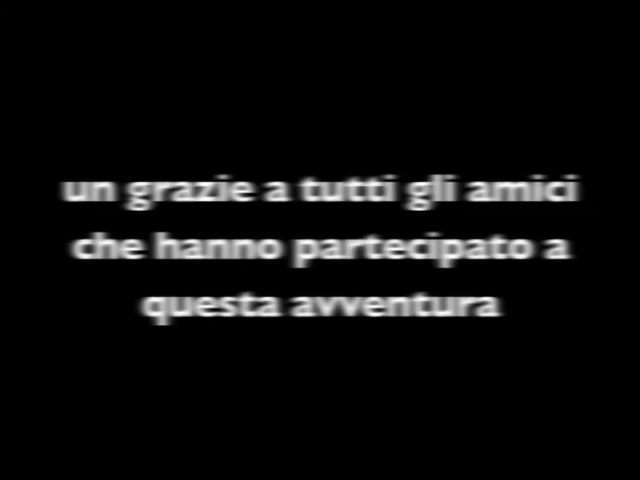 un grazie a tutti gli amici
che hanno partecipato a
questa avventura